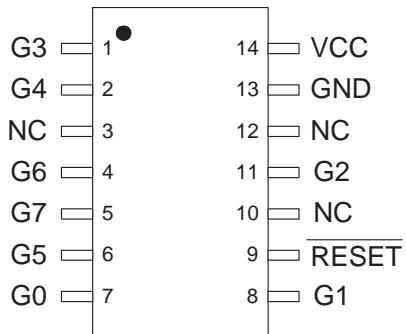 G3 1 14 VCC
G4 2 13 GND
NC 3 12 NC
G6 4 11 G2
G7 5 10 NC
G5 6 9 RESET
G0 7 8 G1